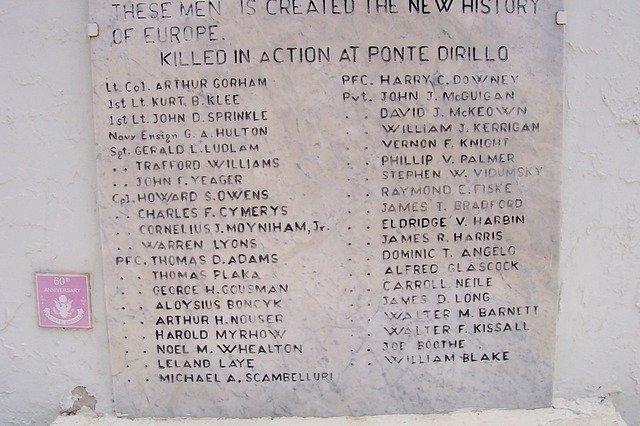 THESE MEN IS CREATED THE NEW HISTORY
OF EUROPE.
KILLED IN ACTION AT PONTE DIRILLO
Lt Col. ARTHUR GORHAM
1st Lt. KURT B. KLEE
1st Lt. JOHN D. SPRINKLE
Navy Ensign G. A. HULTON
Sgt. GERALD L. LUDLAM
. . TRAFFORD WILLIAMS
. . JOHN F. YEAGER
Cpl. HOWARD S. OWENS
. . CHARLES F. CYMERYS
. . CORNELIUS J. MOYNIHAM, Jr.
. . WARREN LYONS
PFC. THOMAS D. ADAMS
. . THOMAS PLAKA
. . GEORGE H. COUSMAN
. . ALOYSIUS BONCYK
. . ARTHUR H. NOUSER
. . HAROLD MYRHOW
. . NOEL M. WHEALTON
. . LELAND LAYE
. . MICHAEL A. SCAMBELLURI
PFC. HARRY C. DOWNEY
Pvt. JOHN J. McGUIGAN
. . DAVID J. McKEOWN
. . WILLIAM J. KERRIGAN
. . VERNON F. KNIGHT
. . PHILLIP V. PALMER
. . STEPHEN W. VIDUMSKY
. . RAYMOND E. FISKE
. . JAMES T. BRADFORD
. . ELDRIDGE V. HARBIN
. . JAMES R. HARRIS
. . DOMINIC T. ANGELO
. . ALFRED GLASCOCK
. . CARROLL NEILE
. . JAMES D. LONG
. . WALTER M. BARNETT
. . WALTER F. KISSALL
. . JOE BOOTHE
. . WILLIAM BLAKE
60th
ANNIVERSARY